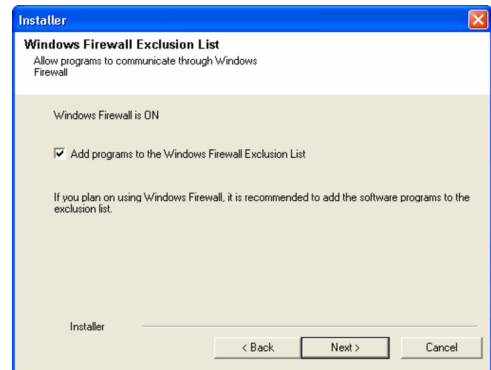 Installer
Windows Firewall Exclusion List
Allow programs to communicate through Windows
Firewall
Windows Firewall is ON
Add programs to the Windows Firewall Exclusion List
If you plan on using Windows Firewall, it is recommended to add the software programs to the
exclusion list.
Installer
< Back
Next >
Cancel